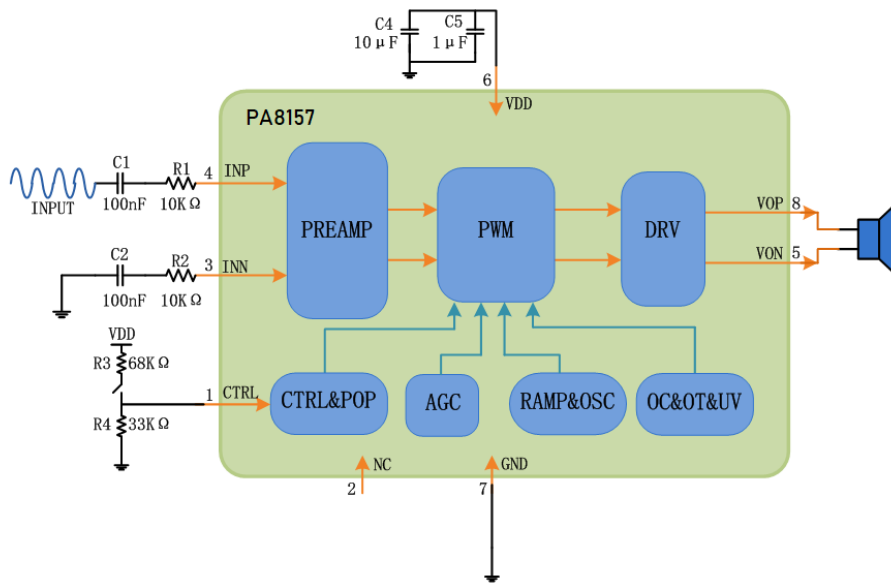 C4
10μF
C5
1μF
6
VDD
PA8157
C1
100nF
R1
10KΩ
4
INP
INPUT
PREAMP
PWM
DRV
VOP
8
VON
5
C2
100nF
R2
10KΩ
3
INN
VDD
R3
68KΩ
1
CTRL
R4
33KΩ
CTRL&POP
AGC
RAMP&OSC
OC&OT&UV
NC
2
GND
7